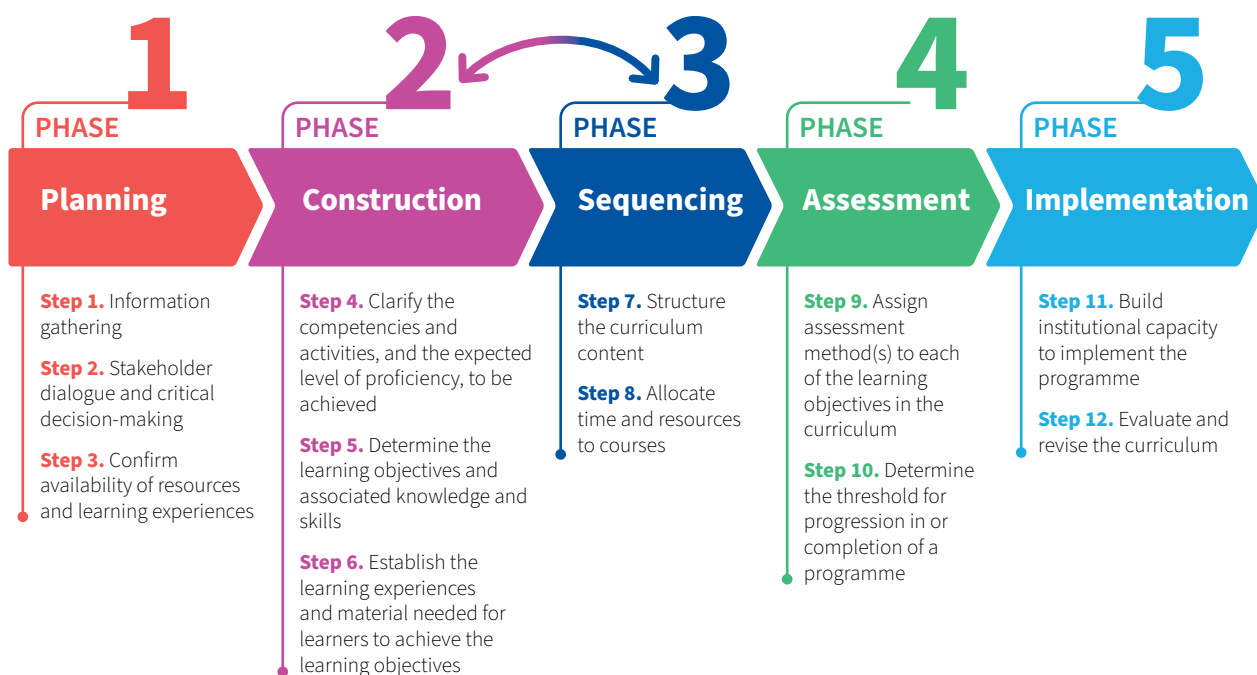 1
PHASE
Planning
Step 1. Information
gathering
Step 2. Stakeholder
dialogue and critical
decision-making
Step 3. Confirm
availability of resources
and learning experiences
2
PHASE
Construction
Step 4. Clarify the
competencies and
activities, and the expected
level of proficiency, to be
achieved
Step 5. Determine the
learning objectives and
associated knowledge and
skills
Step 6. Establish the
learning experiences
and material needed for
learners to achieve the
learning objectives
3
PHASE
Sequencing
Step 7. Structure
the curriculum
content
Step 8. Allocate
time and resources
to courses
4
PHASE
Assessment
Step 9. Assign
assessment
method(s) to each
of the learning
objectives in the
curriculum
Step 10. Determine
the threshold for
progression in or
completion of a
programme
5
PHASE
Implementation
Step 11. Build
institutional capacity
to implement the
programme
Step 12. Evaluate and
revise the curriculum